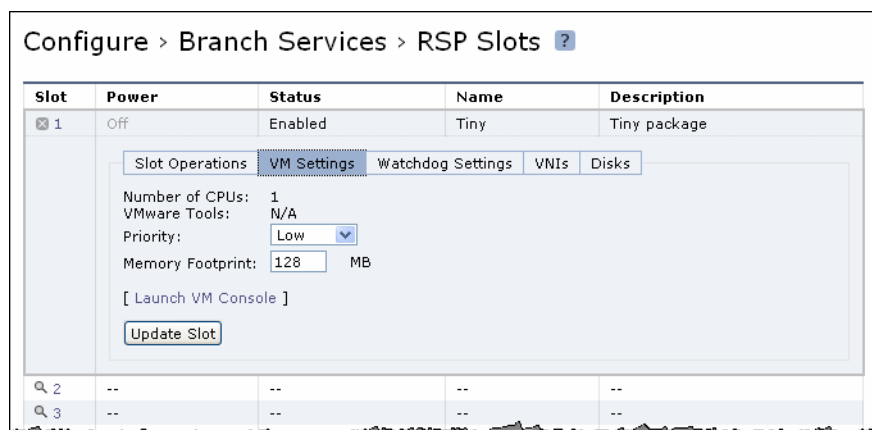 Configure > Branch Services > RSP Slots ?
Slot Power Status Name Description
1 Off Enabled Tiny Tiny package
Slot Operations VM Settings Watchdog Settings VNIs Disks
Number of CPUs: 1
VMware Tools: N/A
Priority: Low
Memory Footprint: 128 MB
[ Launch VM Console ]
Update Slot
2 -- -- -- --
3 -- -- -- --